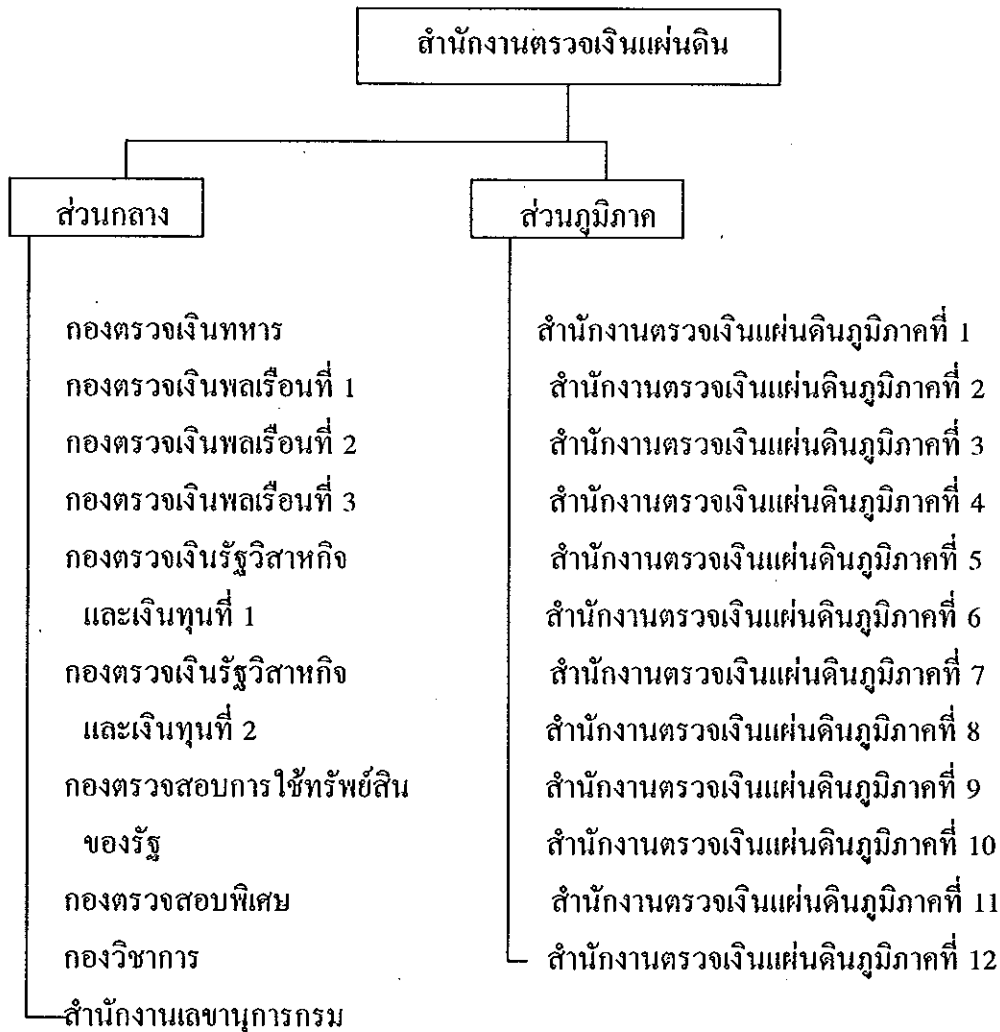 สำนักงานตรวจเงินแผ่นดิน
ส่วนกลาง
กองตรวจเงินทหาร
กองตรวจเงินพลเรือนที่ 1
กองตรวจเงินพลเรือนที่ 2
กองตรวจเงินพลเรือนที่ 3
กองตรวจเงินรัฐวิสาหกิจ
และเงินทุนที่ 1
กองตรวจเงินรัฐวิสาหกิจ
และเงินทุนที่ 2
กองตรวจสอบการใช้ทรัพย์สิน
ของรัฐ
กองตรวจสอบพิเศษ
กองวิชาการ
สำนักงานเลขานุการกรม
ส่วนภูมิภาค
สำนักงานตรวจเงินแผ่นดินภูมิภาคที่ 1
สำนักงานตรวจเงินแผ่นดินภูมิภาคที่ 2
สำนักงานตรวจเงินแผ่นดินภูมิภาคที่ 3
สำนักงานตรวจเงินแผ่นดินภูมิภาคที่ 4
สำนักงานตรวจเงินแผ่นดินภูมิภาคที่ 5
สำนักงานตรวจเงินแผ่นดินภูมิภาคที่ 6
สำนักงานตรวจเงินแผ่นดินภูมิภาคที่ 7
สำนักงานตรวจเงินแผ่นดินภูมิภาคที่ 8
สำนักงานตรวจเงินแผ่นดินภูมิภาคที่ 9
สำนักงานตรวจเงินแผ่นดินภูมิภาคที่ 10
สำนักงานตรวจเงินแผ่นดินภูมิภาคที่ 11
สำนักงานตรวจเงินแผ่นดินภูมิภาคที่ 12